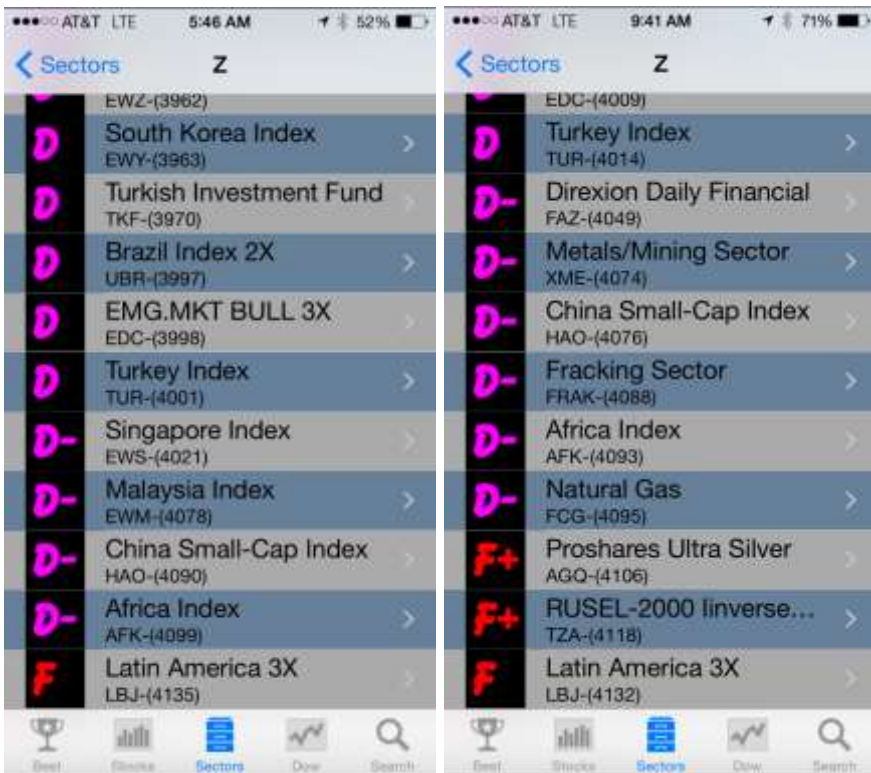 AT&T LTE 5:46 AM 52%
Sectors Z
EWZ-(3962)
D South Korea Index
EWY-(3963)
D Turkish Investment Fund
TKF-(3970)
D Brazil Index 2X
UBR-(3997)
D EMG.MKT BULL 3X
EDC-(3998)
D Turkey Index
TUR-(4001)
D- Singapore Index
EWS-(4021)
D- Malaysia Index
EWM-(4078)
D- China Small-Cap Index
HAO-(4090)
D- Africa Index
AFK-(4099)
F Latin America 3X
LBJ-(4135)
Best Stocks Sectors Dow Search
AT&T LTE 9:41 AM 71%
Sectors Z
EDC-(4009)
D Turkey Index
TUR-(4014)
D- Direxion Daily Financial
FAZ-(4049)
D- Metals/Mining Sector
XME-(4074)
D- China Small-Cap Index
HAO-(4076)
D- Fracking Sector
FRAK-(4088)
D- Africa Index
AFK-(4093)
D- Natural Gas
FCG-(4095)
F+ Proshares Ultra Silver
AGQ-(4106)
F+ RUSEL-2000 Iinverse...
TZA-(4118)
F Latin America 3X
LBJ-(4132)
Best Stocks Sectors Dow Search